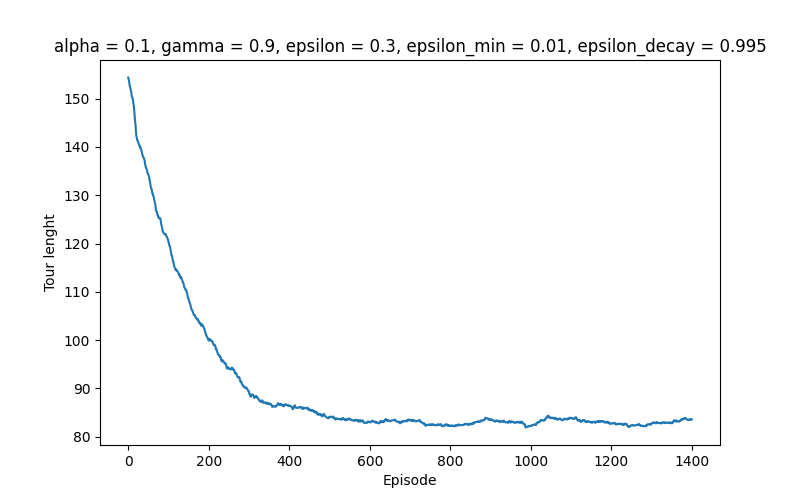 alpha = 0.1, gamma = 0.9, epsilon = 0.3, epsilon_min = 0.01, epsilon_decay = 0.995
150
140
130
120
110
100
90
80
Tour lenght
0 200 400 600 800 1000 1200 1400
Episode